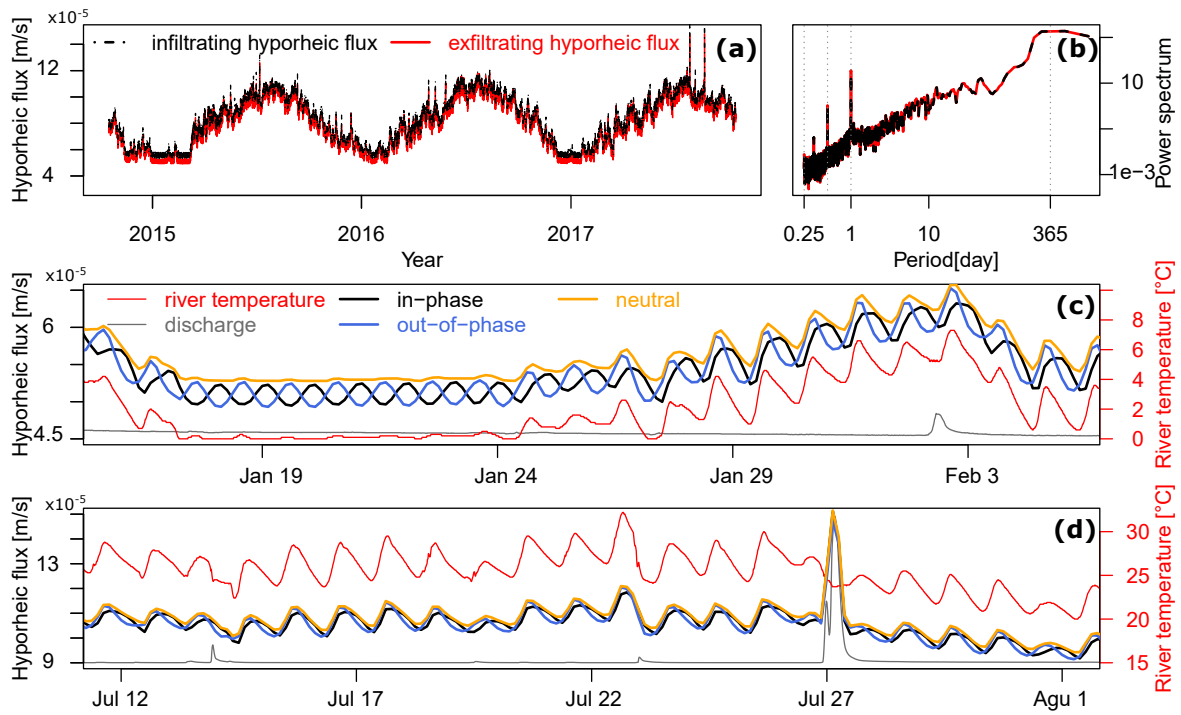 x10⁻⁵
Hyporheic flux [m/s]
infiltrating hyporheic flux
exfiltrating hyporheic flux
(a)
12
4
2015
2016
2017
Year
(b)
10
1e−3
Power spectrum
0.25
1
10
365
Period[day]
x10⁻⁵
Hyporheic flux [m/s]
river temperature
in−phase
neutral
(c)
discharge
out−of−phase
6
4.5
8
6
4
2
0
River temperature [°C]
Jan 19
Jan 24
Jan 29
Feb 3
x10⁻⁵
Hyporheic flux [m/s]
(d)
13
9
30
25
20
15
River temperature [°C]
Jul 12
Jul 17
Jul 22
Jul 27
Agu 1